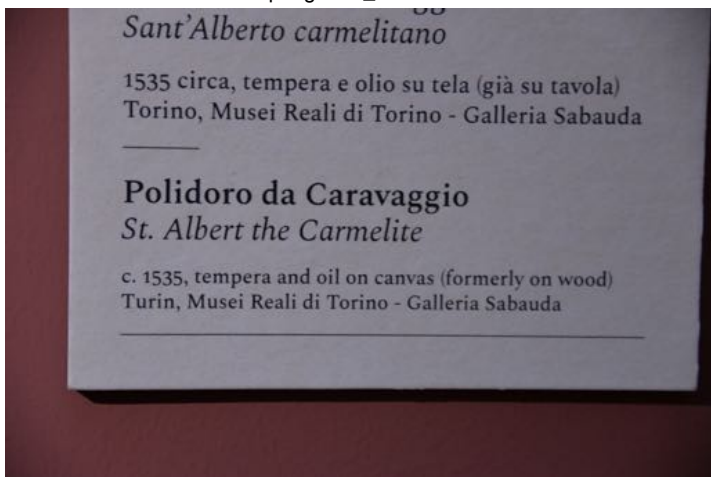 Sant'Alberto carmelitano
1535 circa, tempera e olio su tela (già su tavola)
Torino, Musei Reali di Torino - Galleria Sabauda
Polidoro da Caravaggio
St. Albert the Carmelite
c. 1535, tempera and oil on canvas (formerly on wood)
Turin, Musei Reali di Torino - Galleria Sabauda